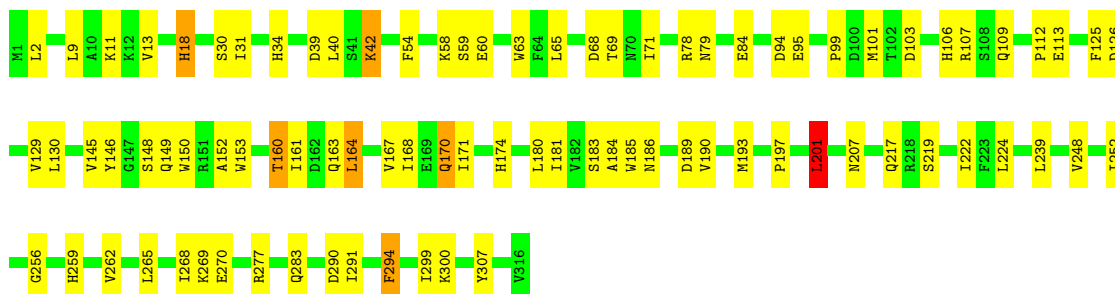 M1 L2 L9 A10 K11 K12 V13 H18 S30 I31 H34 D39 L40 S41 K42 F54 K58 S59 E60 W63 F64 L65 D68 T69 N70 I71 R78 N79 E84 D94 E95 P99 D100 M101 T102 D103 H106 R107 S108 Q109 P112 E113 F125
V129 L130 V145 Y146 G147 S148 Q149 W150 R151 A152 W153 T160 I161 D162 Q163 L164 V167 I168 E169 Q170 I171 H174 L180 I181 V182 S183 A184 W185 N186 D189 V190 M193 P197 L201 N207 Q217 R218 S219 I222 F223 L224 L239 V248
G256 H259 V262 L265 I268 K269 E270 R277 Q283 D290 I291 F294 I299 K300 Y307 V316